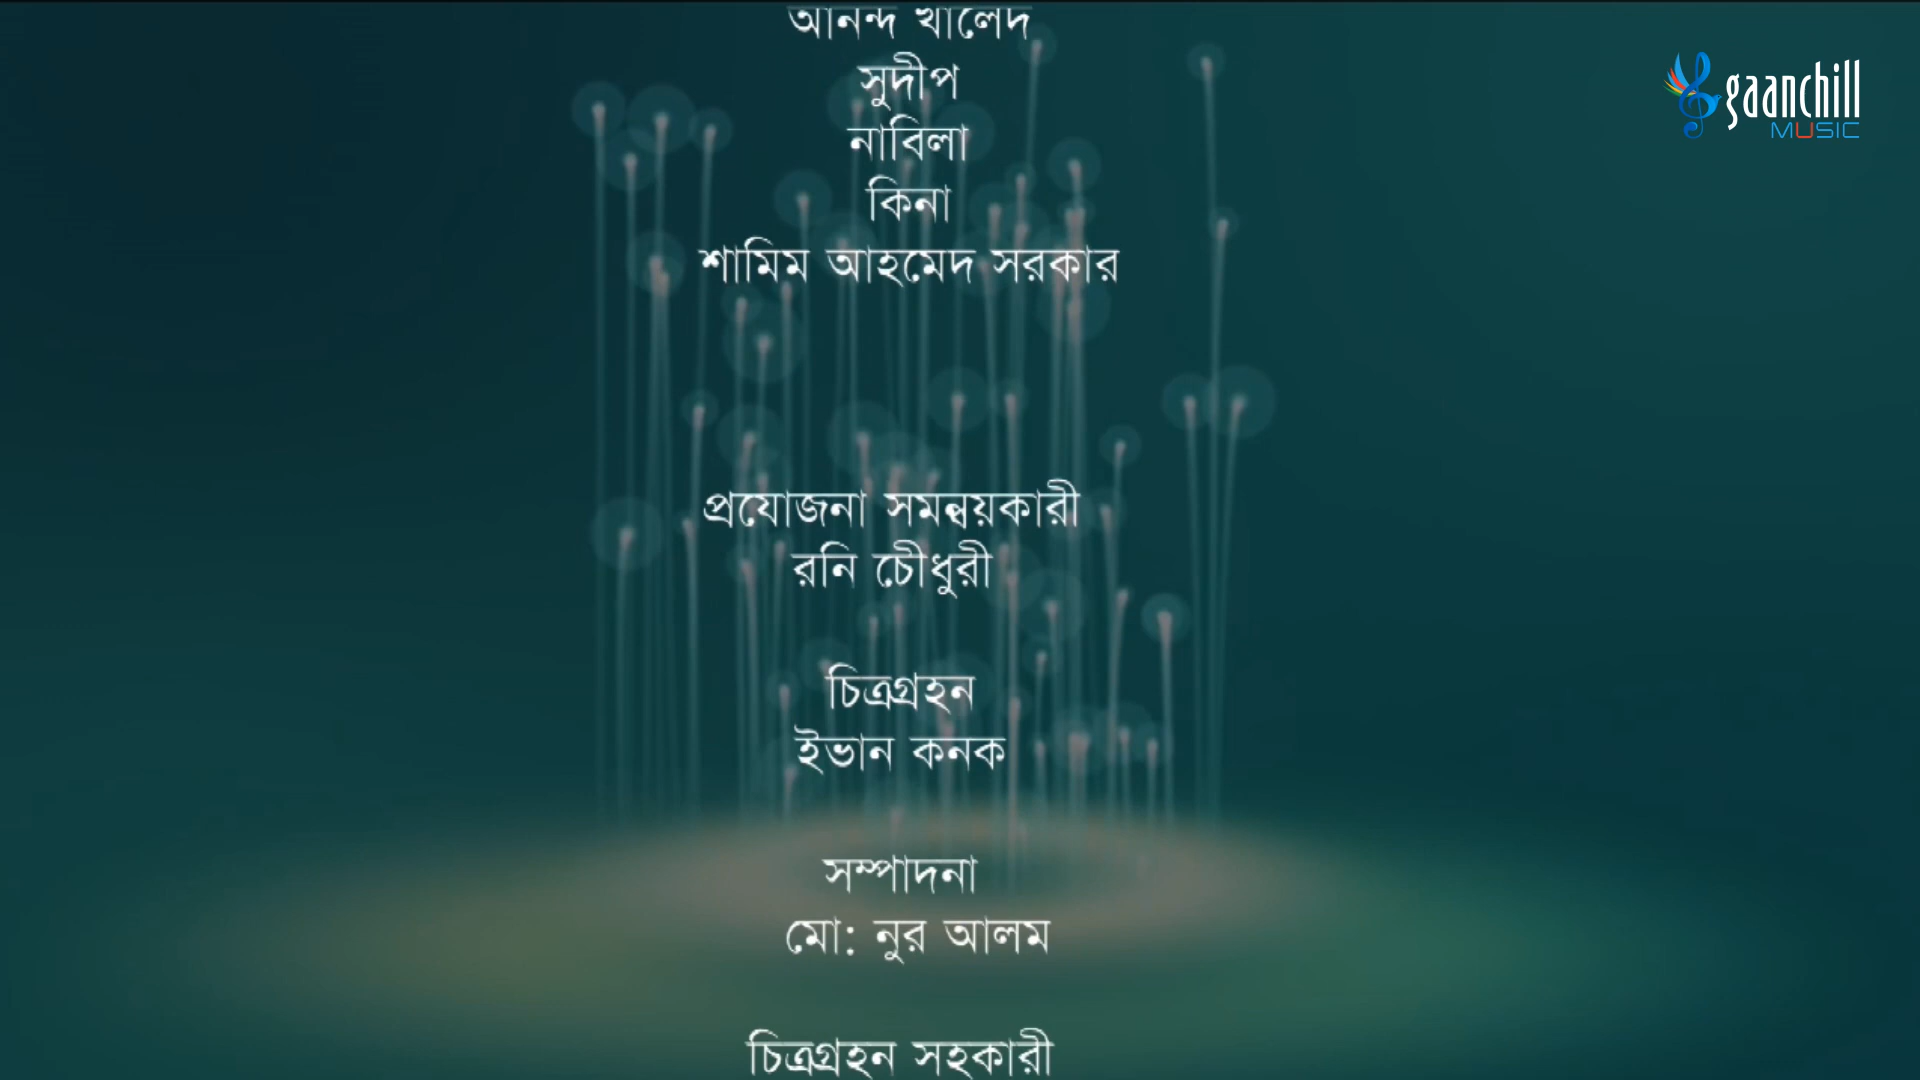 আনন্দ খালেদ
সুদীপ
নাবিলা
কিনা
শামিম আহমেদ সরকার
প্রযোজনা সমন্বয়কারী
রনি চৌধুরী
চিত্রগ্রহন
ইভান কনক
সম্পাদনা
মো: নুর আলম
চিত্রগ্রহন সহকারী
gaanchill
MUSIC